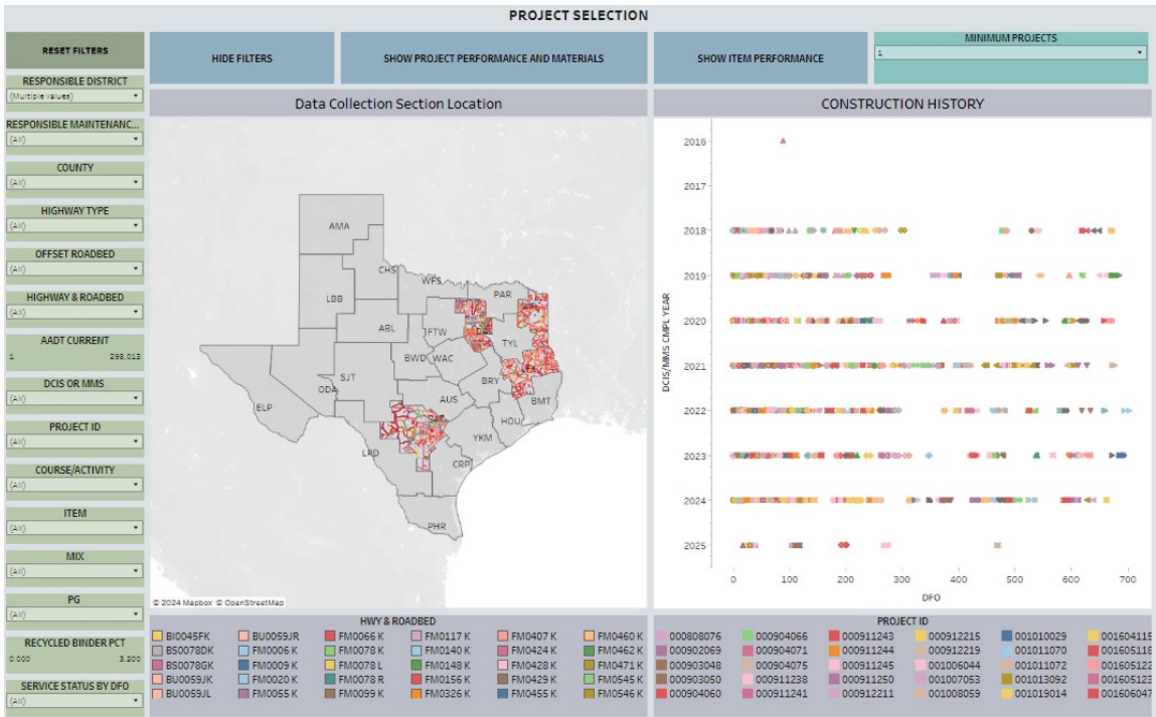 PROJECT SELECTION
RESET FILTERS
HIDE FILTERS
SHOW PROJECT PERFORMANCE AND MATERIALS
SHOW ITEM PERFORMANCE
MINIMUM PROJECTS
1
RESPONSIBLE DISTRICT
(Multiple values)
RESPONSIBLE MAINTENANC...
(All)
COUNTY
(All)
HIGHWAY TYPE
(All)
OFFSET ROADBED
(All)
HIGHWAY & ROADBED
(All)
AADT CURRENT
1 298,013
DCIS OR MMS
(All)
PROJECT ID
(All)
COURSE/ACTIVITY
(All)
ITEM
(All)
MIX
(All)
PG
(All)
RECYCLED BINDER PCT
0.000 3.200
SERVICE STATUS BY DFO
(All)
Data Collection Section Location
AMA
CHS
WFS
PAR
LBB
ABL
FTW
TYL
BWD
WAC
SJT
ODA
BRY
ELP
AUS
HOU
BMT
YKM
LRD
CRP
PHR
© 2024 Mapbox © OpenStreetMap
CONSTRUCTION HISTORY
DCIS/MMS CMPL YEAR
2016
2017
2018
2019
2020
2021
2022
2023
2024
2025
0 100 200 300 400 500 600 700
DFO
HWY & ROADBED
BI0045FK BU0059JR FM0066 K FM0117 K FM0407 K FM0460 K
BS0078DK FM0006 K FM0078 K FM0140 K FM0424 K FM0462 K
BS0078GK FM0009 K FM0078 L FM0148 K FM0428 K FM0471 K
BU0059JK FM0020 K FM0078 R FM0156 K FM0429 K FM0545 K
BU0059JL FM0055 K FM0099 K FM0326 K FM0455 K FM0546 K
PROJECT ID
000808076 000904066 000911243 000912215 001010029 001604115
000902069 000904071 000911244 000912219 001011070 001605118
000903048 000904075 000911245 001006044 001011072 001605122
000903050 000911238 000911250 001007053 001013092 001605123
000904060 000911241 000912211 001008059 001019014 001606047